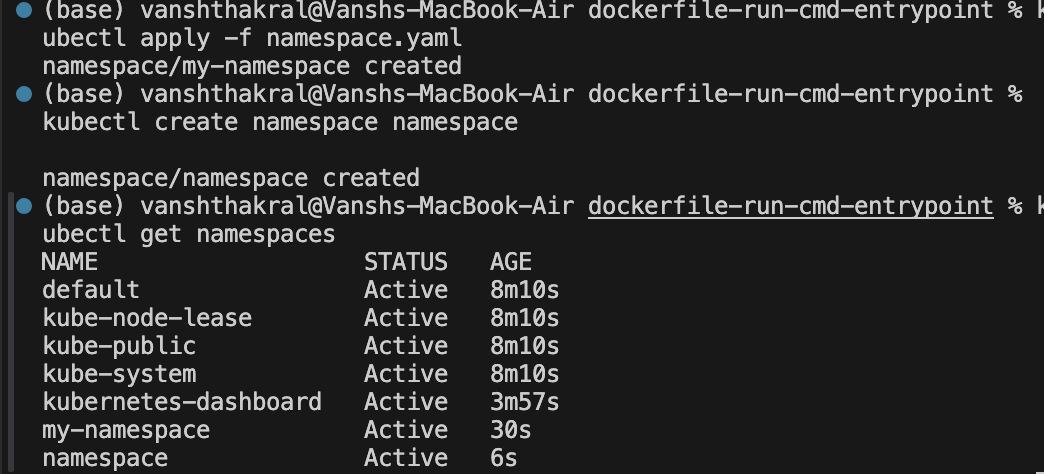 (base) vanshthakral@Vanshs-MacBook-Air dockerfile-run-cmd-entrypoint % k
ubectl apply -f namespace.yaml
namespace/my-namespace created
(base) vanshthakral@Vanshs-MacBook-Air dockerfile-run-cmd-entrypoint %
kubectl create namespace namespace
namespace/namespace created
(base) vanshthakral@Vanshs-MacBook-Air dockerfile-run-cmd-entrypoint % k
ubectl get namespaces
NAME STATUS AGE
default Active 8m10s
kube-node-lease Active 8m10s
kube-public Active 8m10s
kube-system Active 8m10s
kubernetes-dashboard Active 3m57s
my-namespace Active 30s
namespace Active 6s